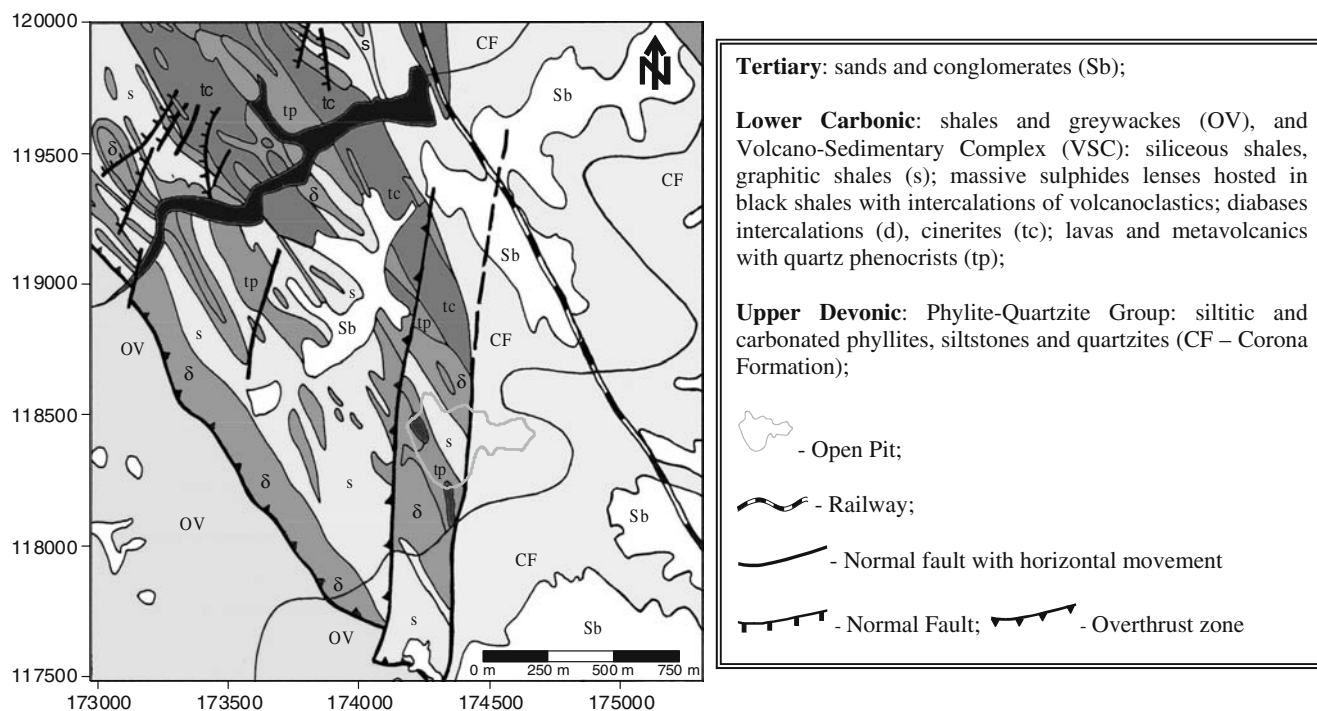 120000
119500
119000
118500
118000
117500
173000 173500 174000 174500 175000
s
CF
N
Sb
s
tc
tp
tc
δ
CF
δ
tc
Sb
tp
s
Sb
tc
tp
CF
OV
s
δ
δ
s
tp
δ
s
δ
OV
Sb
CF
δ
OV
s
Sb
0 m 250 m 500 m 750 m
Tertiary: sands and conglomerates (Sb);
Lower Carbonic: shales and greywackes (OV), and
Volcano-Sedimentary Complex (VSC): siliceous shales,
graphitic shales (s); massive sulphides lenses hosted in
black shales with intercalations of volcanoclastics; diabases
intercalations (d), cinerites (tc); lavas and metavolcanics
with quartz phenocrists (tp);
Upper Devonic: Phylite-Quartzite Group: siltitic and
carbonated phyllites, siltstones and quartzites (CF – Corona
Formation);
- Open Pit;
- Railway;
- Normal fault with horizontal movement
- Normal Fault; - Overthrust zone